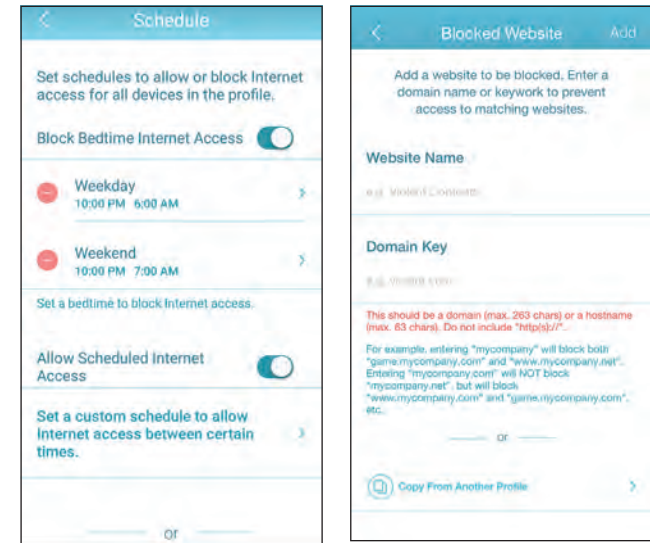 Schedule
Set schedules to allow or block Internet
access for all devices in the profile.
Block Bedtime Internet Access
Weekday
10:00 PM 6:00 AM
Weekend
10:00 PM 7:00 AM
Set a bedtime to block Internet access.
Allow Scheduled Internet
Access
Set a custom schedule to allow
Internet access between certain
times.
or
Blocked Website
Add
Add a website to be blocked. Enter a
domain name or keywork to prevent
access to matching websites.
Website Name
e.g. Violent Contents
Domain Key
e.g. violent.com
This should be a domain (max. 263 chars) or a hostname
(max. 63 chars). Do not include "http(s)://".
For example, entering "mycompany" will block both
"game.mycompany.com" and "www.mycompany.net".
Entering "mycompany.com" will NOT block
"mycompany.net", but will block
"www.mycompany.com" and "game.mycompany.com",
etc.
or
Copy From Another Profile